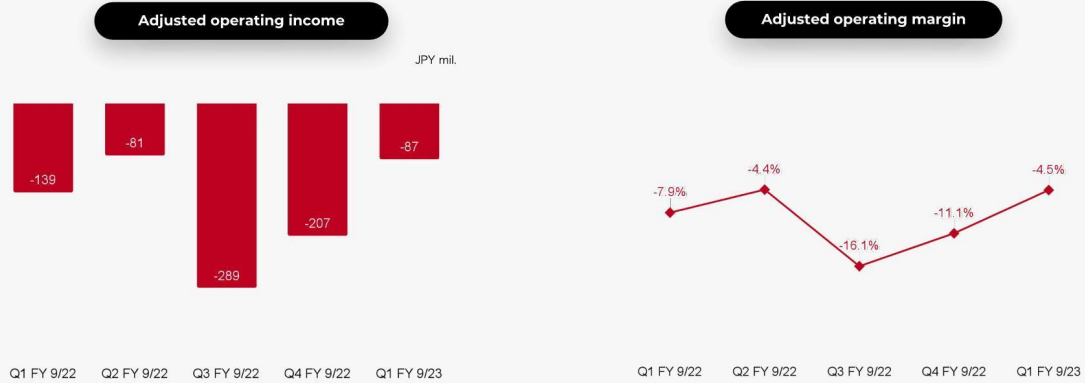 Adjusted operating income
Adjusted operating margin
JPY mil.
-139
-81
-289
-207
-87
Q1 FY 9/22 Q2 FY 9/22 Q3 FY 9/22 Q4 FY 9/22 Q1 FY 9/23
-7.9%
-4.4%
-16.1%
-11.1%
-4.5%
Q1 FY 9/22 Q2 FY 9/22 Q3 FY 9/22 Q4 FY 9/22 Q1 FY 9/23